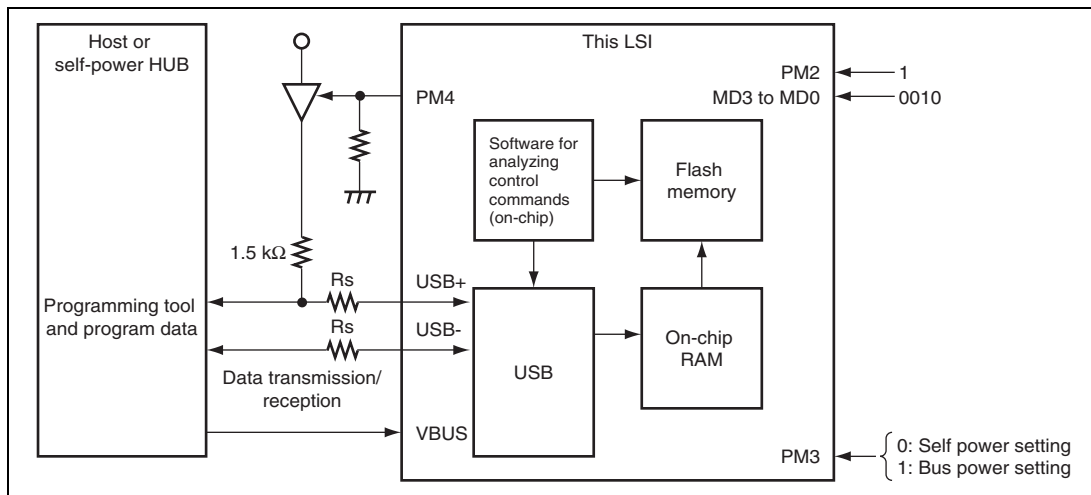 Host or
self-power HUB
This LSI
PM4
PM2
1
MD3 to MD0
0010
Software for
analyzing
control
commands
(on-chip)
Flash
memory
1.5 kΩ
Rs
USB+
Programming tool
and program data
Rs
USB-
USB
On-chip
RAM
Data transmission/
reception
VBUS
PM3
0: Self power setting
1: Bus power setting